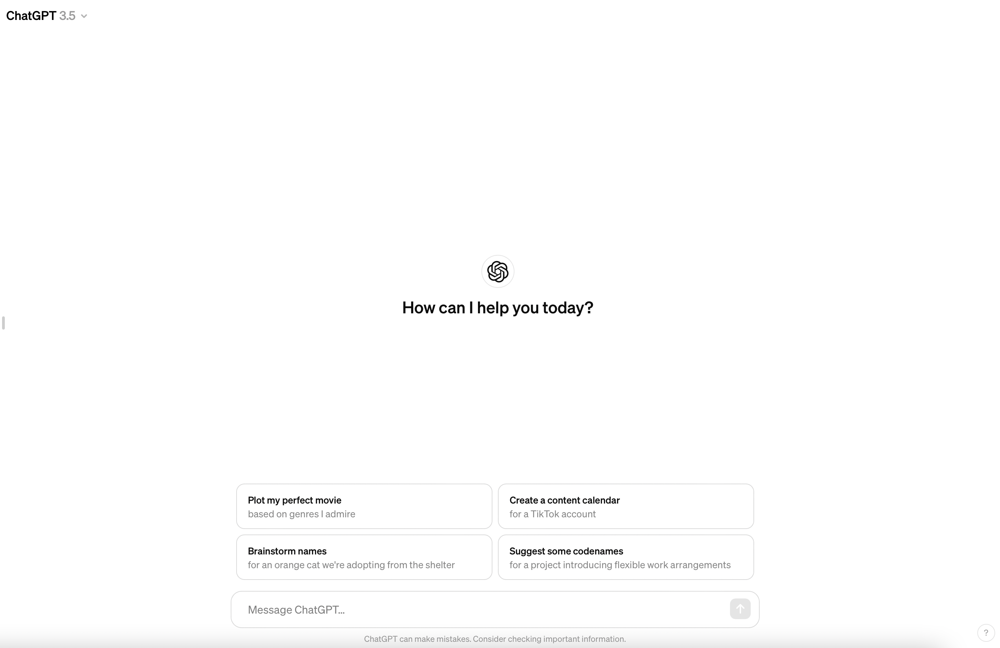 ChatGPT 3.5
How can I help you today?
Plot my perfect movie
based on genres I admire
Create a content calendar
for a TikTok account
Brainstorm names
for an orange cat we're adopting from the shelter
Suggest some codenames
for a project introducing flexible work arrangements
Message ChatGPT...
ChatGPT can make mistakes. Consider checking important information.
?